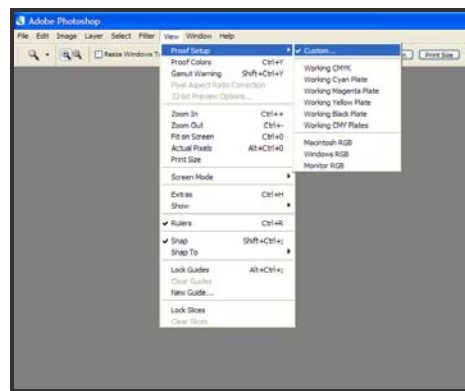 Adobe Photoshop
File Edit Image Layer Select Filter View Window Help
Resize Windows T
Print Size
Proof Setup
Proof Colors Ctrl+Y
Gamut Warning Shift+Ctrl+Y
Pixel Aspect Ratio Correction
32-bit Preview Options...
Zoom In Ctrl++
Zoom Out Ctrl+-
Fit on Screen Ctrl+0
Actual Pixels Alt+Ctrl+0
Print Size
Screen Mode
Extras Ctrl+H
Show
Rulers Ctrl+R
Snap Shift+Ctrl+;
Snap To
Lock Guides Alt+Ctrl+;
Clear Guides
New Guide...
Lock Slices
Clear Slices
Custom...
Working CMYK
Working Cyan Plate
Working Magenta Plate
Working Yellow Plate
Working Black Plate
Working CMY Plates
Macintosh RGB
Windows RGB
Monitor RGB